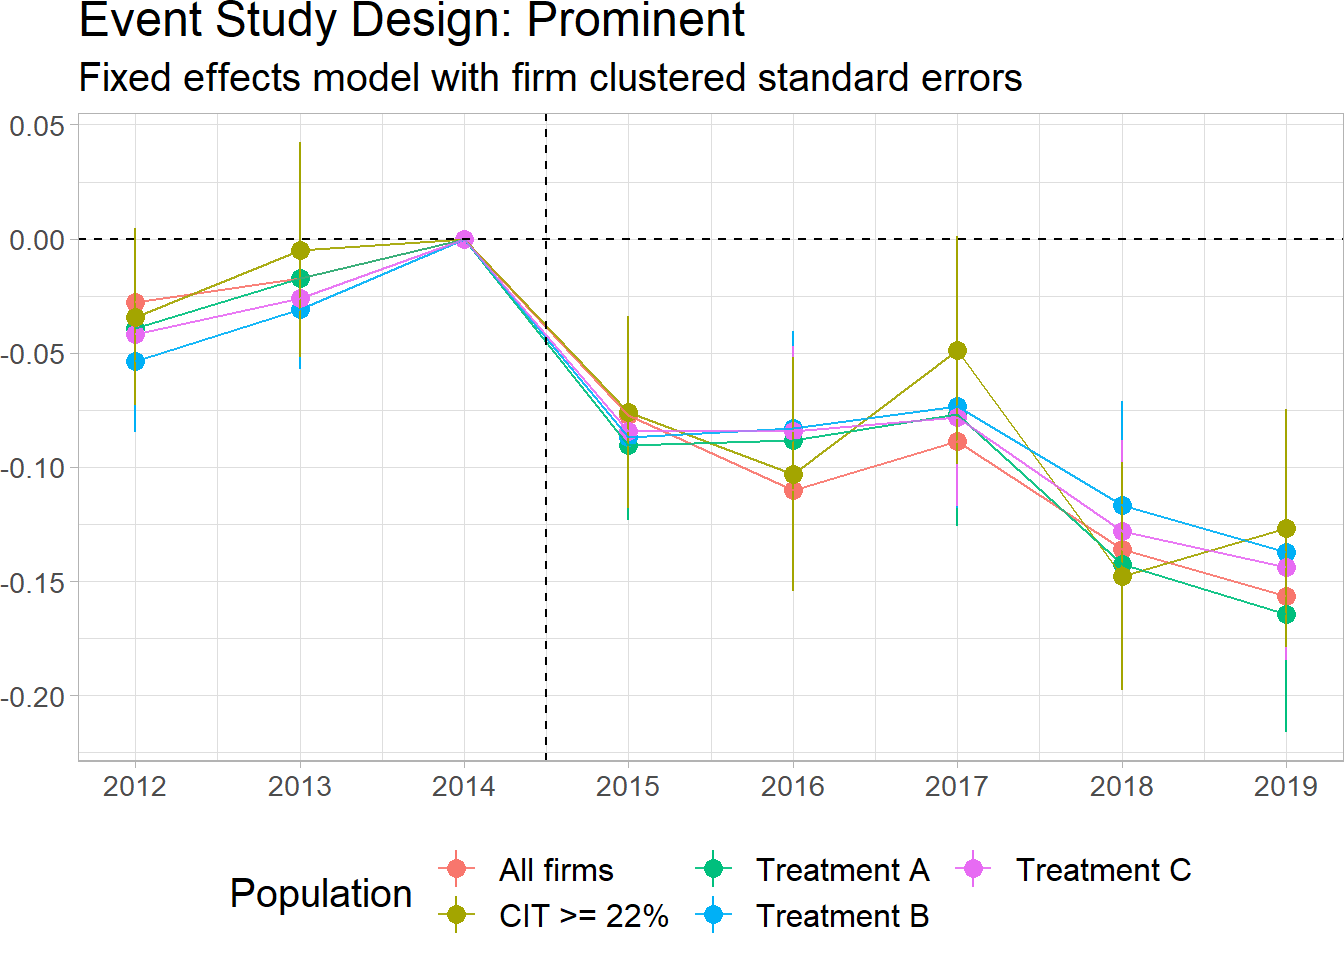 Event Study Design: Prominent
Fixed effects model with firm clustered standard errors
0.05
0.00
-0.05
-0.10
-0.15
-0.20
2012 2013 2014 2015 2016 2017 2018 2019
Population
All firms Treatment A Treatment C
CIT >= 22% Treatment B